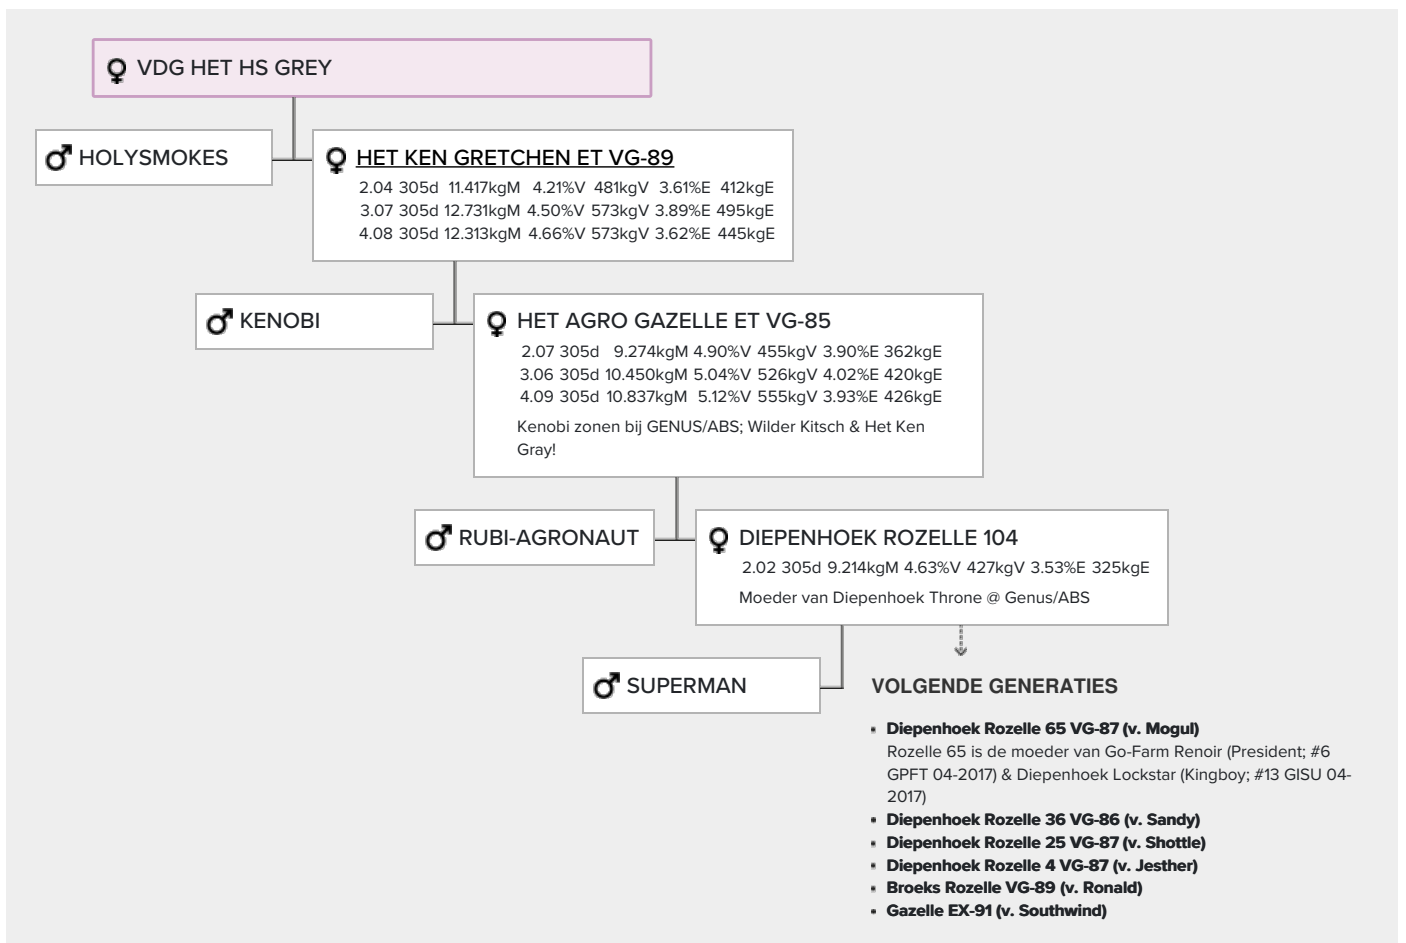 VDG HET HS GREY
HOLYSMOKES
HET KEN GRETCHEN ET VG-89
2.04 305d 11.417kgM 4.21%V 481kgV 3.61%E 412kgE
3.07 305d 12.731kgM 4.50%V 573kgV 3.89%E 495kgE
4.08 305d 12.313kgM 4.66%V 573kgV 3.62%E 445kgE
KENOBI
HET AGRO GAZELLE ET VG-85
2.07 305d 9.274kgM 4.90%V 455kgV 3.90%E 362kgE
3.06 305d 10.450kgM 5.04%V 526kgV 4.02%E 420kgE
4.09 305d 10.837kgM 5.12%V 555kgV 3.93%E 426kgE
Kenobi zonen bij GENUS/ABS; Wilder Kitsch & Het Ken
Gray!
RUBI-AGRONAUT
DIEPENHOEK ROZELLE 104
2.02 305d 9.214kgM 4.63%V 427kgV 3.53%E 325kgE
Moeder van Diepenhoek Throne @ Genus/ABS
SUPERMAN
VOLGENDE GENERATIES
Diepenhoek Rozelle 65 VG-87 (v. Mogul)
Rozelle 65 is de moeder van Go-Farm Renoir (President; #6
GPFT 04-2017) & Diepenhoek Lockstar (Kingboy; #13 GISU 04-
2017)
Diepenhoek Rozelle 36 VG-86 (v. Sandy)
Diepenhoek Rozelle 25 VG-87 (v. Shottle)
Diepenhoek Rozelle 4 VG-87 (v. Jesther)
Broeks Rozelle VG-89 (v. Ronald)
Gazelle EX-91 (v. Southwind)